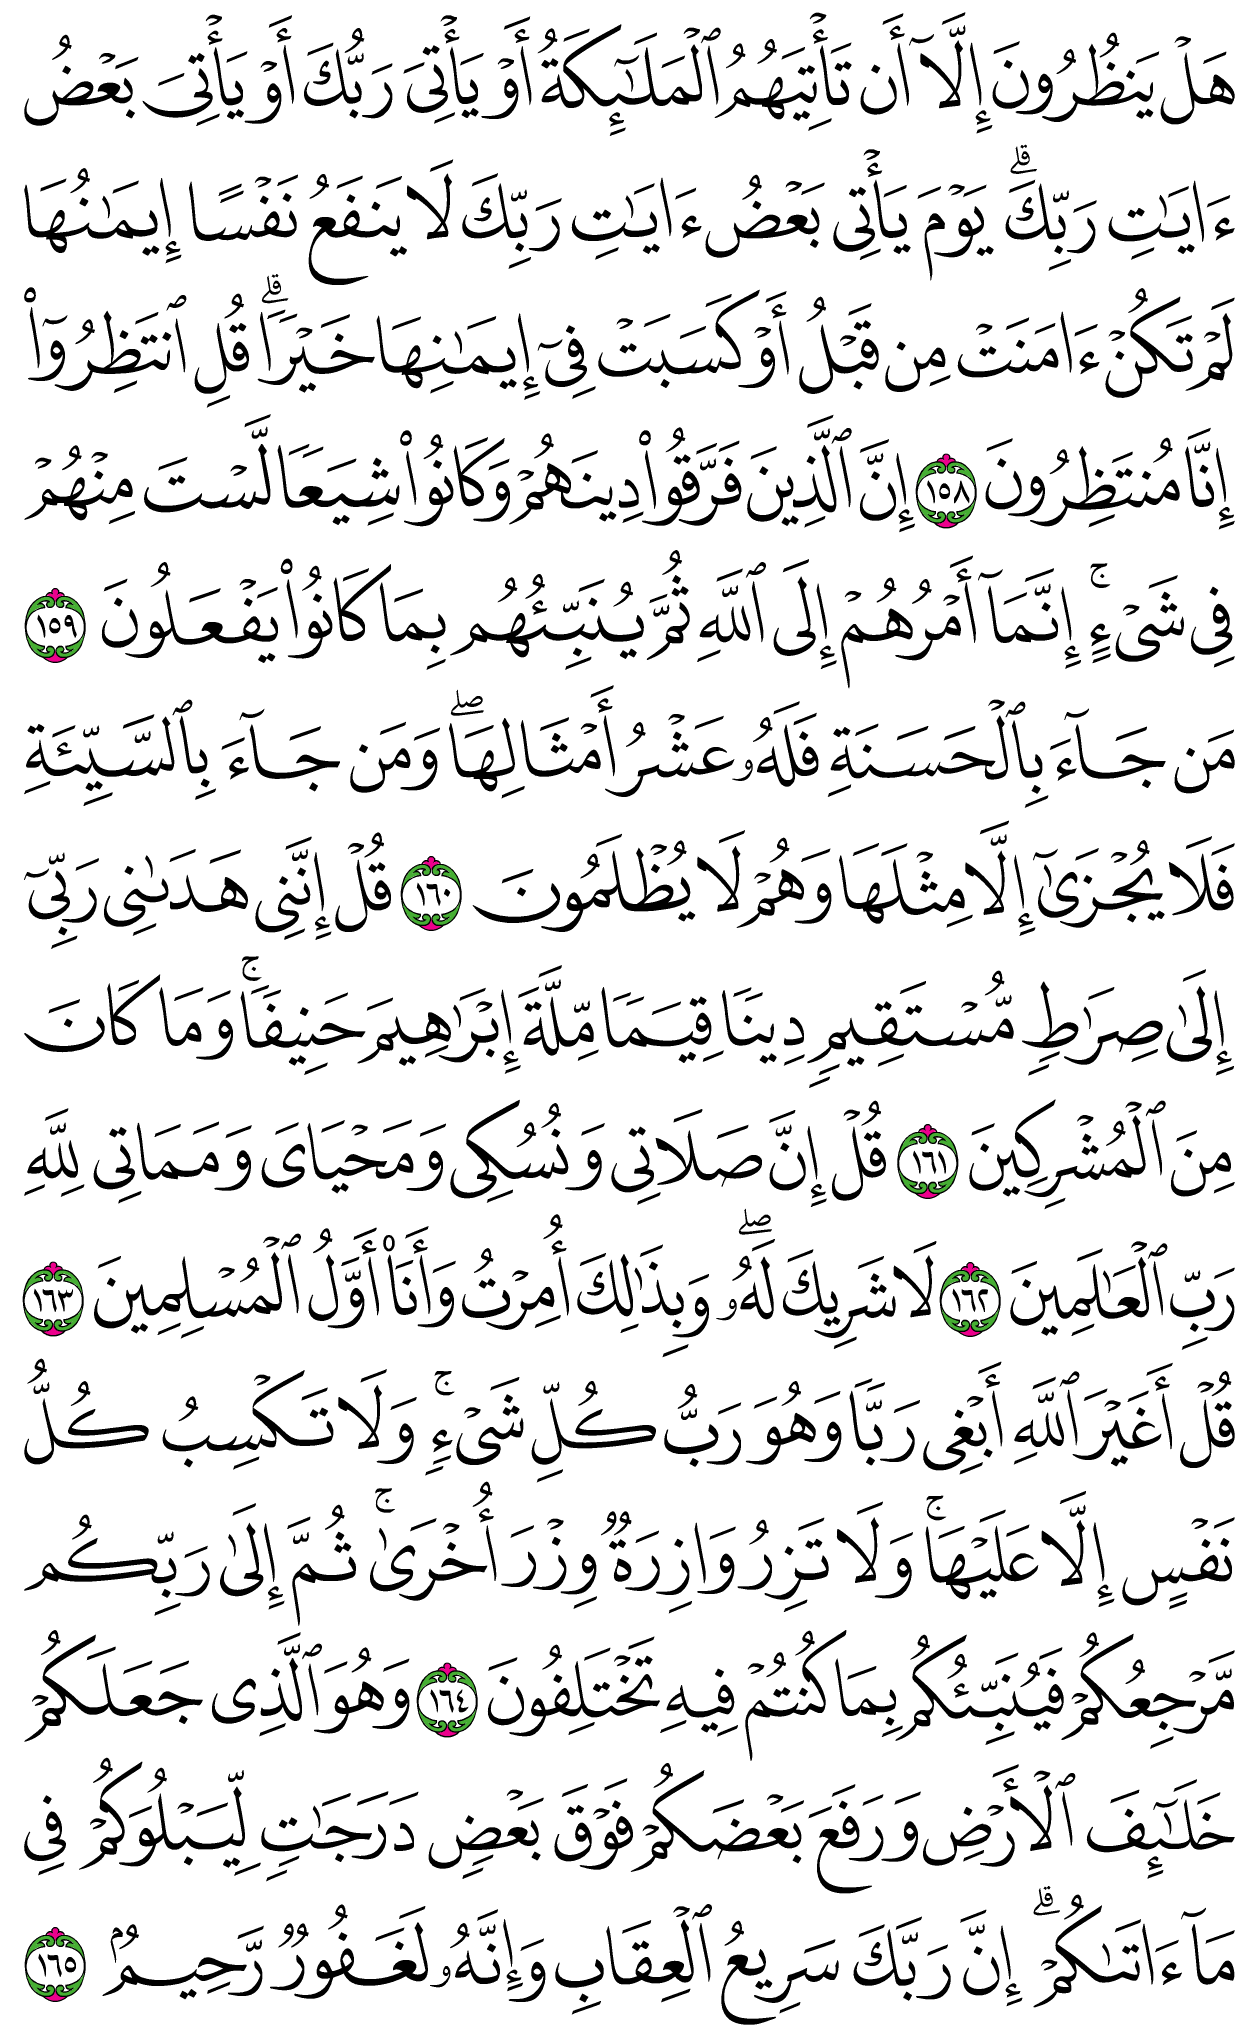 هَلْ يَنظُرُونَ إِلَّآ أَن تَأْتِيَهُمُ ٱلْمَلَٰٓئِكَةُ أَوْ يَأْتِىَ رَبُّكَ أَوْ يَأْتِىَ بَعْضُ
ءَايَٰتِ رَبِّكَ ۗ يَوْمَ يَأْتِى بَعْضُ ءَايَٰتِ رَبِّكَ لَا يَنفَعُ نَفْسًا إِيمَٰنُهَا
لَمْ تَكُنْ ءَامَنَتْ مِن قَبْلُ أَوْ كَسَبَتْ فِىٓ إِيمَٰنِهَا خَيْرًا ۗ قُلِ ٱنتَظِرُوٓا۟
إِنَّا مُنتَظِرُونَ ١٥٨ إِنَّ ٱلَّذِينَ فَرَّقُوا۟ دِينَهُمْ وَكَانُوا۟ شِيَعًا لَّسْتَ مِنْهُمْ
فِى شَىْءٍ ۚ إِنَّمَآ أَمْرُهُمْ إِلَى ٱللَّهِ ثُمَّ يُنَبِّئُهُم بِمَا كَانُوا۟ يَفْعَلُونَ ١٥٩
مَن جَآءَ بِٱلْحَسَنَةِ فَلَهُۥ عَشْرُ أَمْثَالِهَا ۖ وَمَن جَآءَ بِٱلسَّيِّئَةِ
فَلَا يُجْزَىٰٓ إِلَّا مِثْلَهَا وَهُمْ لَا يُظْلَمُونَ ١٦٠ قُلْ إِنَّنِى هَدَىٰنِى رَبِّىٓ
إِلَىٰ صِرَٰطٍ مُّسْتَقِيمٍ دِينًا قِيَمًا مِّلَّةَ إِبْرَٰهِيمَ حَنِيفًا ۚ وَمَا كَانَ
مِنَ ٱلْمُشْرِكِينَ ١٦١ قُلْ إِنَّ صَلَاتِى وَنُسُكِى وَمَحْيَاىَ وَمَمَاتِى لِلَّهِ
رَبِّ ٱلْعَٰلَمِينَ ١٦٢ لَا شَرِيكَ لَهُۥ ۖ وَبِذَٰلِكَ أُمِرْتُ وَأَنَا۠ أَوَّلُ ٱلْمُسْلِمِينَ ١٦٣
قُلْ أَغَيْرَ ٱللَّهِ أَبْغِى رَبًّا وَهُوَ رَبُّ كُلِّ شَىْءٍ ۚ وَلَا تَكْسِبُ كُلُّ
نَفْسٍ إِلَّا عَلَيْهَا ۚ وَلَا تَزِرُ وَازِرَةٌ وِزْرَ أُخْرَىٰ ۚ ثُمَّ إِلَىٰ رَبِّكُم
مَّرْجِعُكُمْ فَيُنَبِّئُكُم بِمَا كُنتُمْ فِيهِ تَخْتَلِفُونَ ١٦٤ وَهُوَ ٱلَّذِى جَعَلَكُمْ
خَلَٰٓئِفَ ٱلْأَرْضِ وَرَفَعَ بَعْضَكُمْ فَوْقَ بَعْضٍ دَرَجَٰتٍ لِّيَبْلُوَكُمْ فِى
مَآ ءَاتَىٰكُمْ ۗ إِنَّ رَبَّكَ سَرِيعُ ٱلْعِقَابِ وَإِنَّهُۥ لَغَفُورٌ رَّحِيمٌۢ ١٦٥